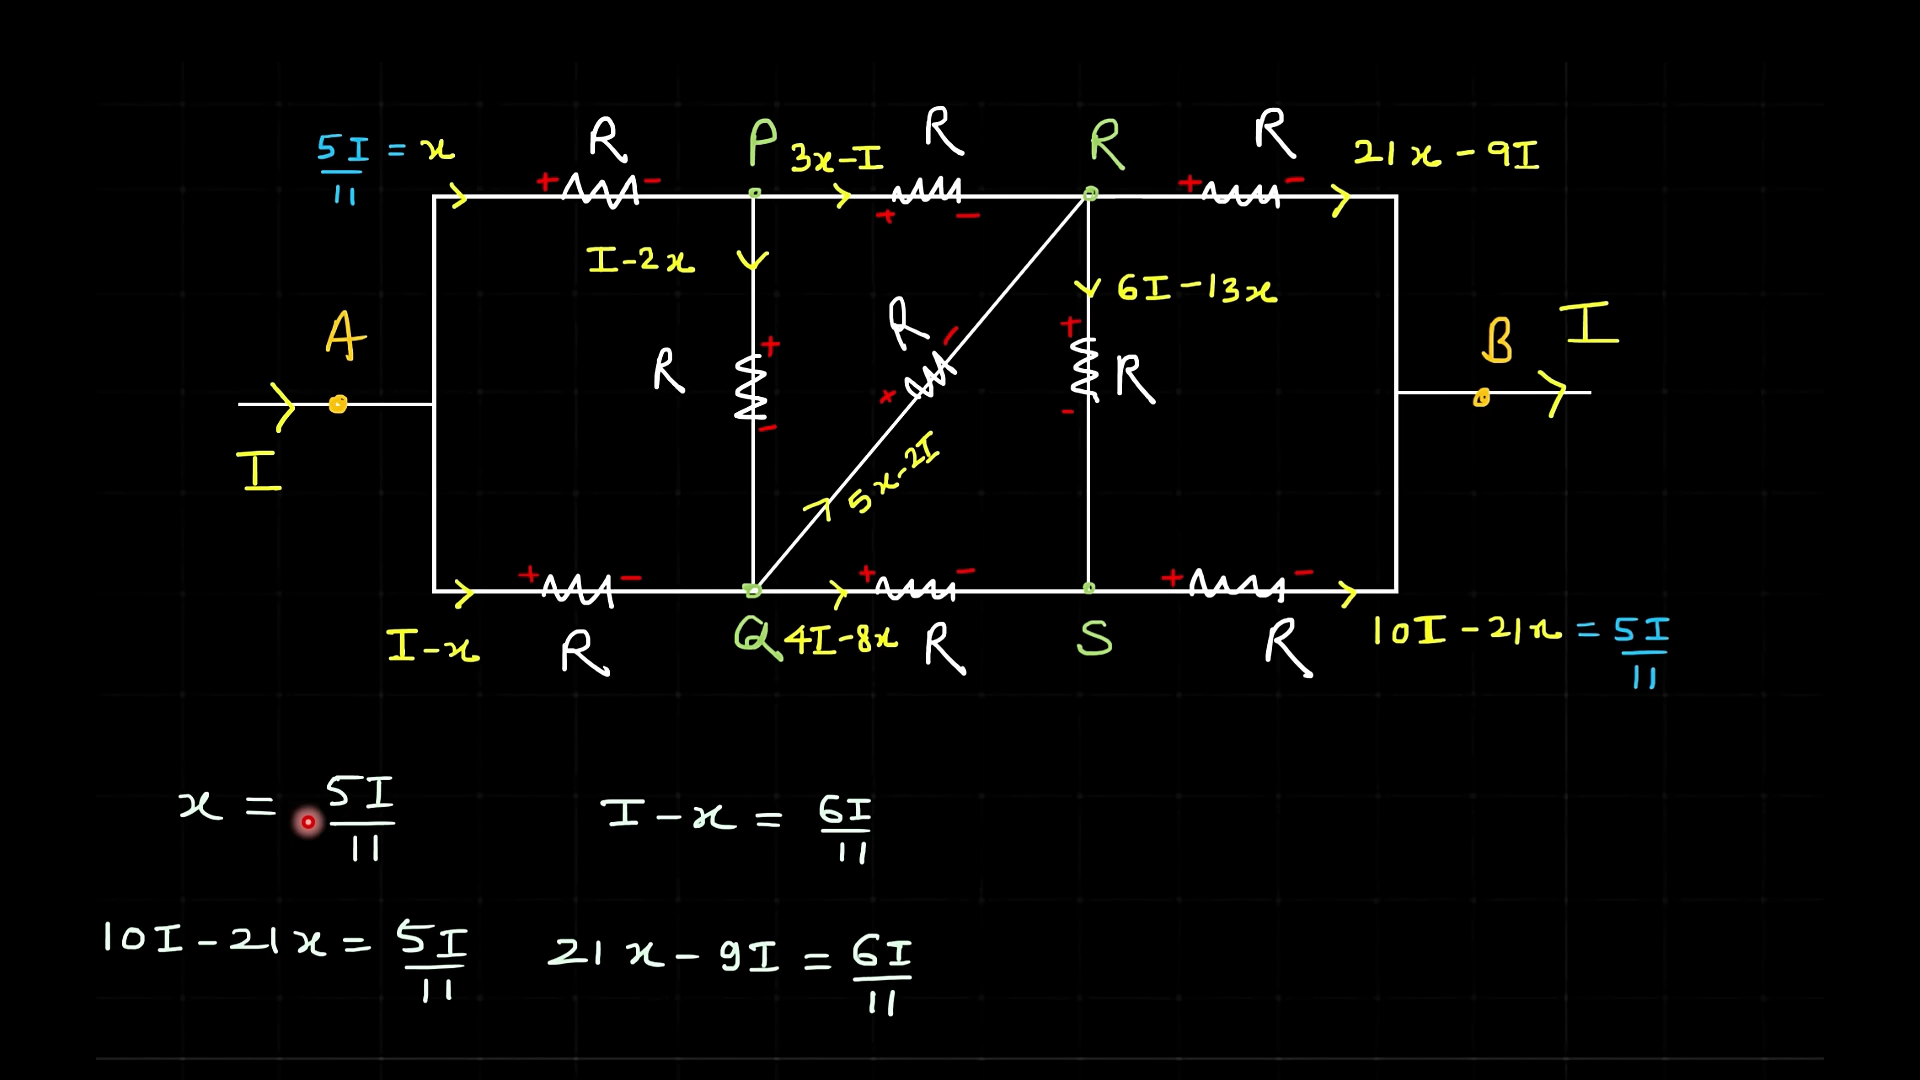 R P R R R
5I/11 = x 3x-I 21x-9I
+ - + - + -
I-2x 6I-13x
A R + R + R B I
- + - -
I 5x-2I
+ - + - + -
I-x R Q 4I-8x R S R 10I-21x = 5I/11
x = 5I/11 I-x = 6I/11
10I-21x = 5I/11 21x-9I = 6I/11